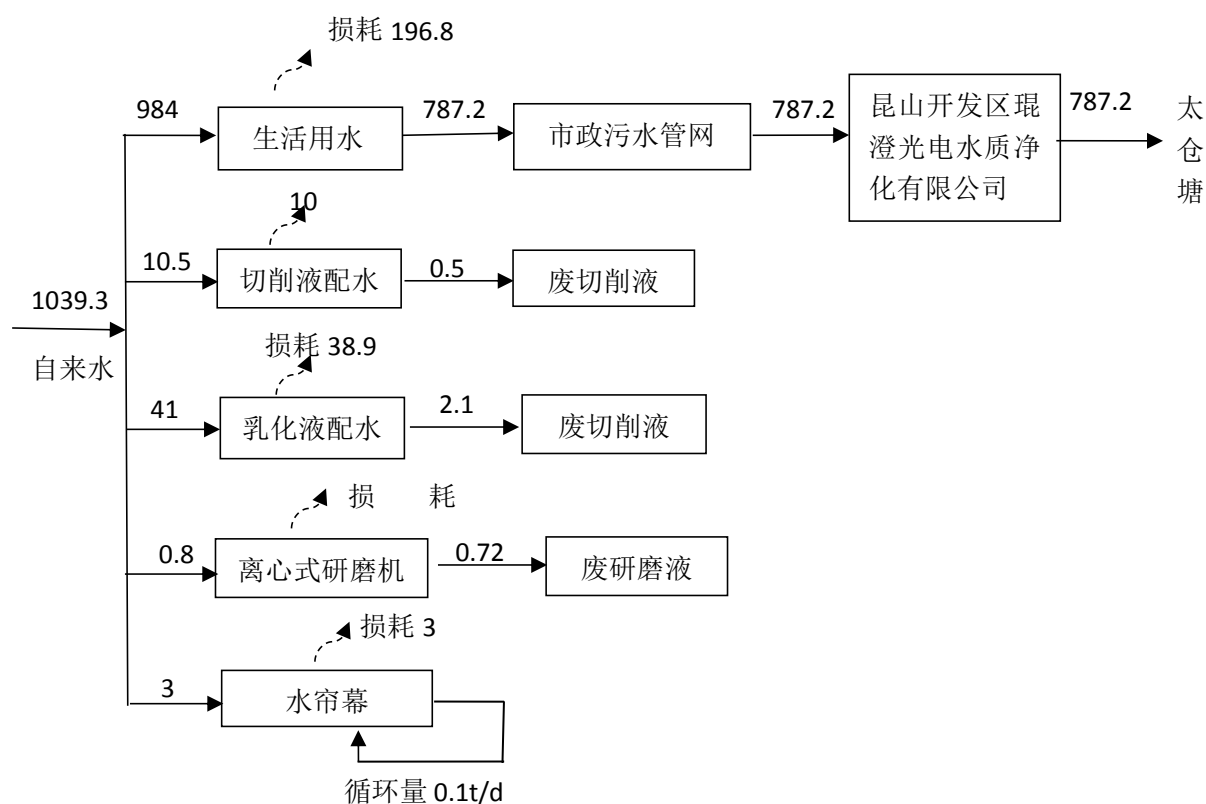 损耗 196.8
984
生活用水
787.2
市政污水管网
787.2
昆山开发区琨
澄光电水质净
化有限公司
787.2
太
仓
塘
10
10.5
切削液配水
0.5
废切削液
1039.3
自来水
损耗 38.9
41
乳化液配水
2.1
废切削液
损 耗
0.8
离心式研磨机
0.72
废研磨液
损耗 3
3
水帘幕
循环量 0.1t/d